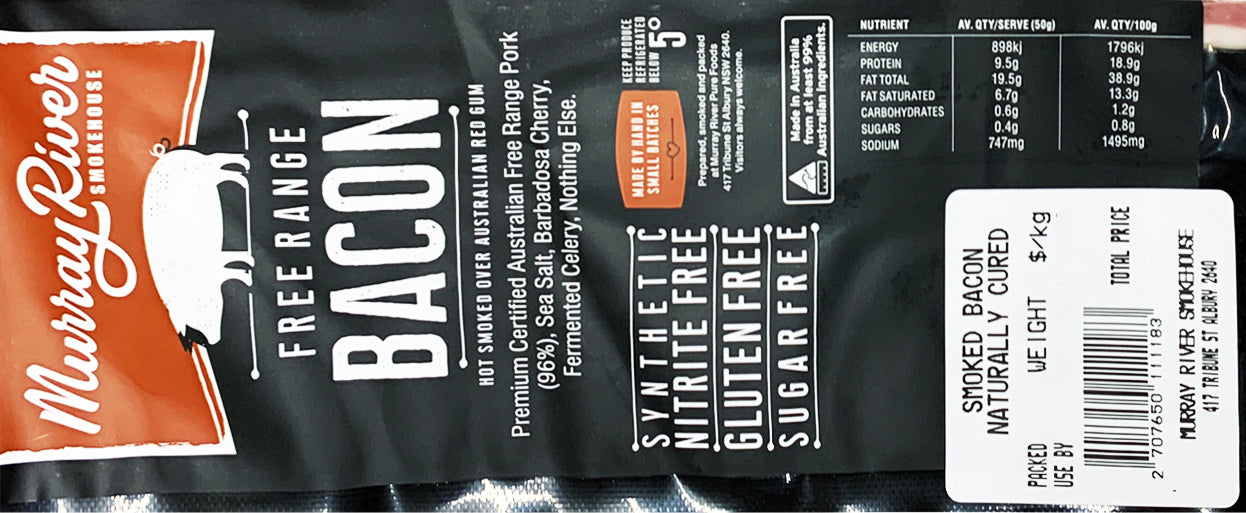 Murray River
SMOKEHOUSE
FREE RANGE
BACON
HOT SMOKED OVER AUSTRALIAN RED GUM
Premium Certified Australian Free Range Pork
(96%), Sea Salt, Barbadosa Cherry,
Fermented Celery, Nothing Else.
SYNTHETIC
NITRITE FREE
GLUTEN FREE
SUGAR FREE
MADE BY HAND IN
SMALL BATCHES
KEEP PRODUCE
REFRIGERATED
BELOW 5°
Prepared, smoked and packed
at Murray River Pure Foods
417 Tribune St Albury NSW 2640.
Visitors always welcome.
Made in Australia
from at least 99%
Australian ingredients.
NUTRIENT AV. QTY/SERVE (50g) AV. QTY/100g
ENERGY 898kj 1796kj
PROTEIN 9.5g 18.9g
FAT TOTAL 19.5g 38.9g
FAT SATURATED 6.7g 13.3g
CARBOHYDRATES 0.6g 1.2g
SUGARS 0.4g 0.8g
SODIUM 747mg 1495mg
SMOKED BACON
NATURALLY CURED
PACKED WEIGHT $/kg
USE BY
TOTAL PRICE
2 707650 111183
MURRAY RIVER SMOKEHOUSE
417 TRIBUNE ST ALBURY 2640